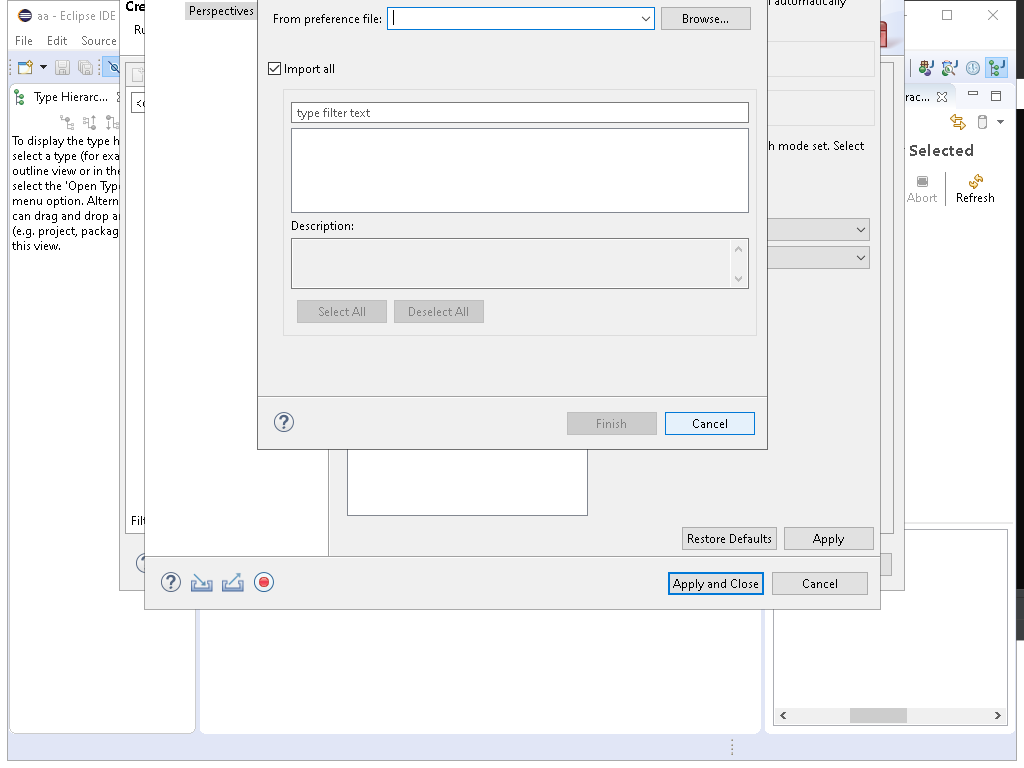 aa - Eclipse IDE
Cre
File Edit Source
Ru
Type Hierarc...
To display the type h
select a type (for exa
outline view or in the
select the 'Open Typ
menu option. Altern
can drag and drop a
(e.g. project, packag
this view.
<
Filt
Perspectives
From preference file:
Browse...
Import all
type filter text
Description:
Select All
Deselect All
Finish
Cancel
automatically
h mode set. Select
Restore Defaults
Apply
Apply and Close
Cancel
rac...
Selected
Abort
Refresh